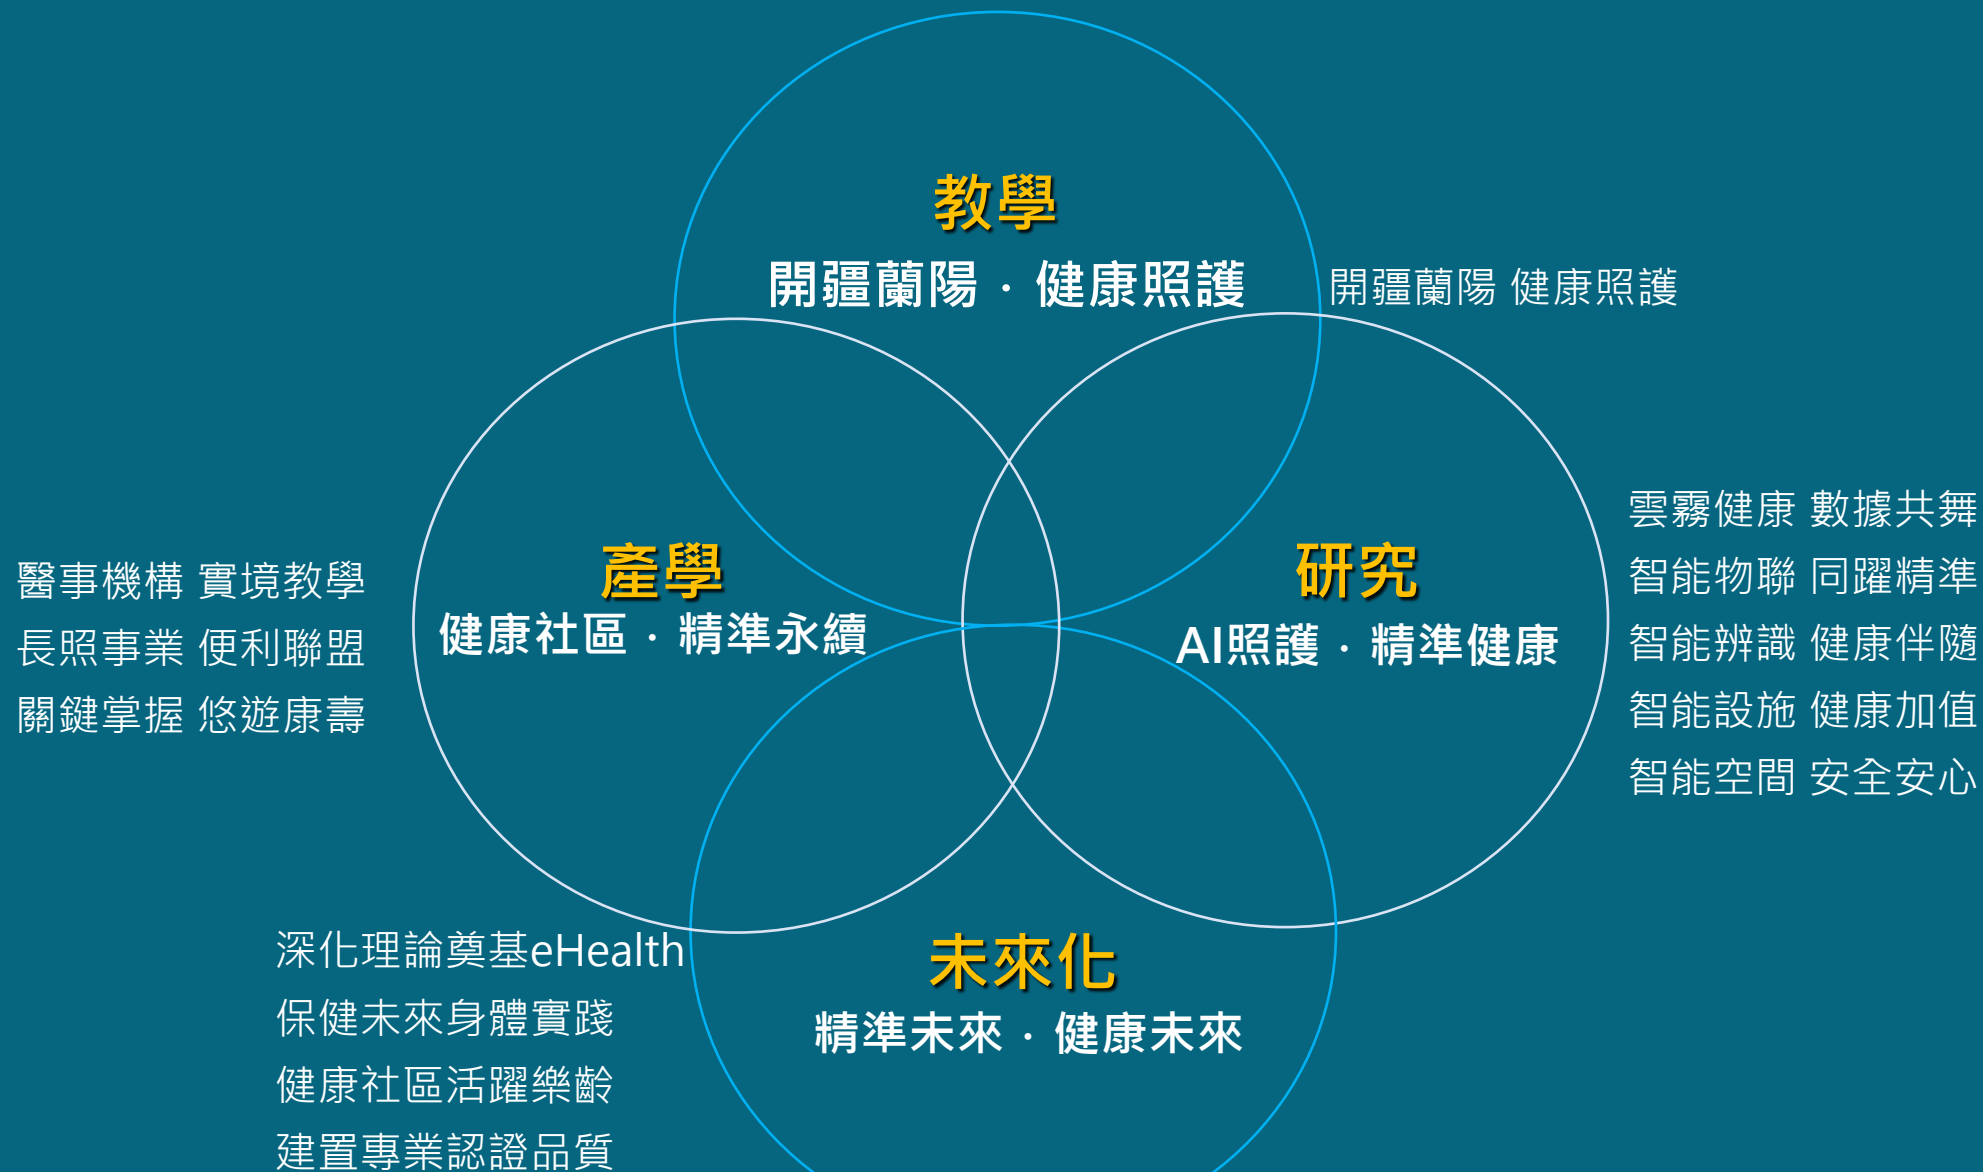 教學
開疆蘭陽．健康照護
開疆蘭陽 健康照護
產學
健康社區．精準永續
醫事機構 實境教學
長照事業 便利聯盟
關鍵掌握 悠遊康壽
研究
AI照護．精準健康
雲霧健康 數據共舞
智能物聯 同躍精準
智能辨識 健康伴隨
智能設施 健康加值
智能空間 安全安心
未來化
精準未來．健康未來
深化理論奠基eHealth
保健未來身體實踐
健康社區活躍樂齡
建置專業認證品質